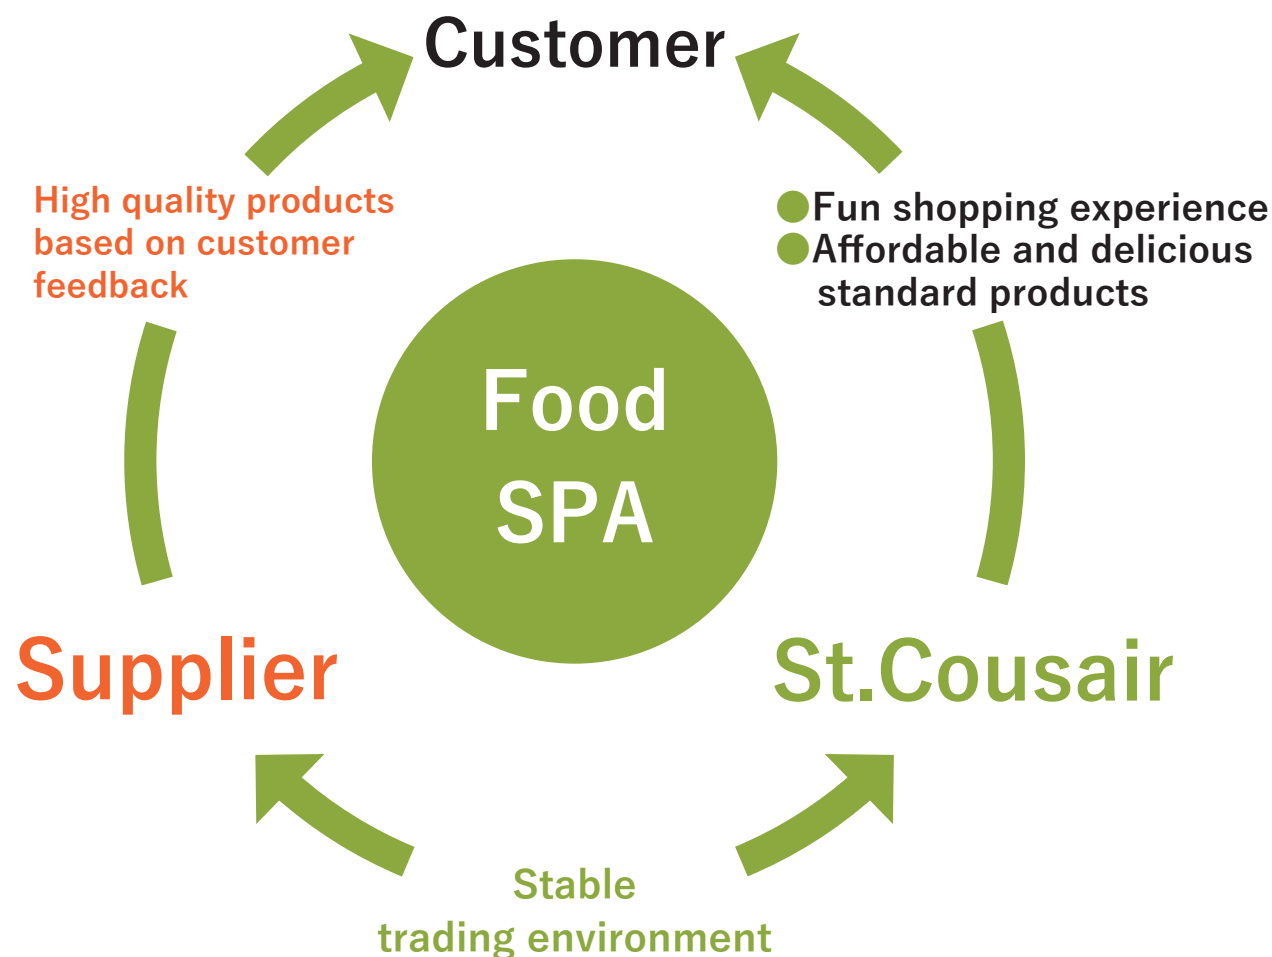 Customer
High quality products
based on customer
feedback
●Fun shopping experience
●Affordable and delicious
standard products
Food
SPA
Supplier
St.Cousair
Stable
trading environment